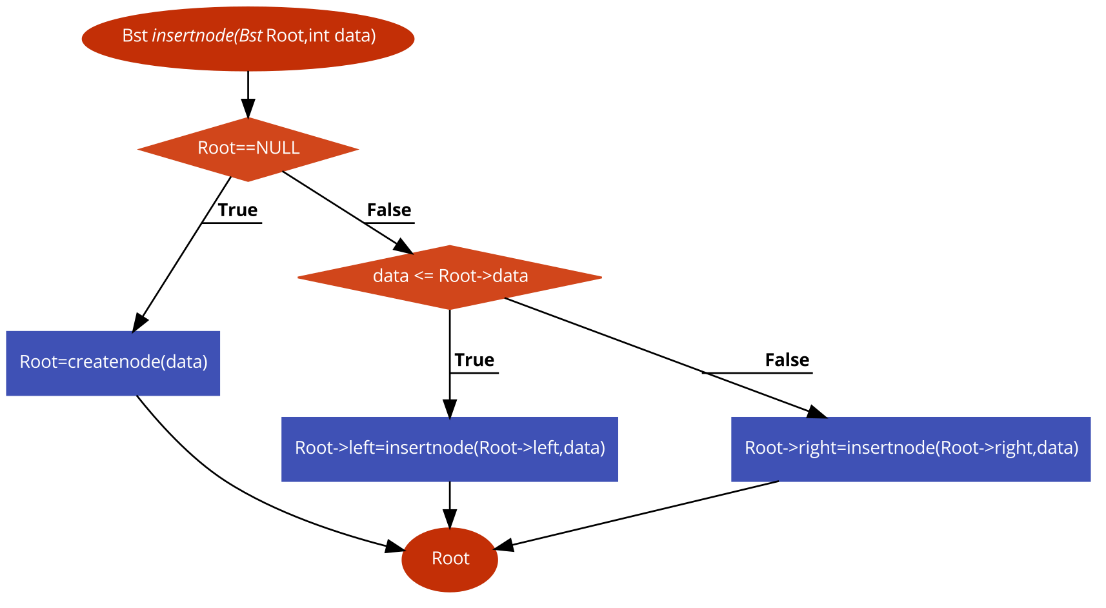 Bst insertnode(Bst Root,int data)
Root==NULL
True
False
data <= Root->data
Root=createnode(data)
True
False
Root->left=insertnode(Root->left,data)
Root->right=insertnode(Root->right,data)
Root